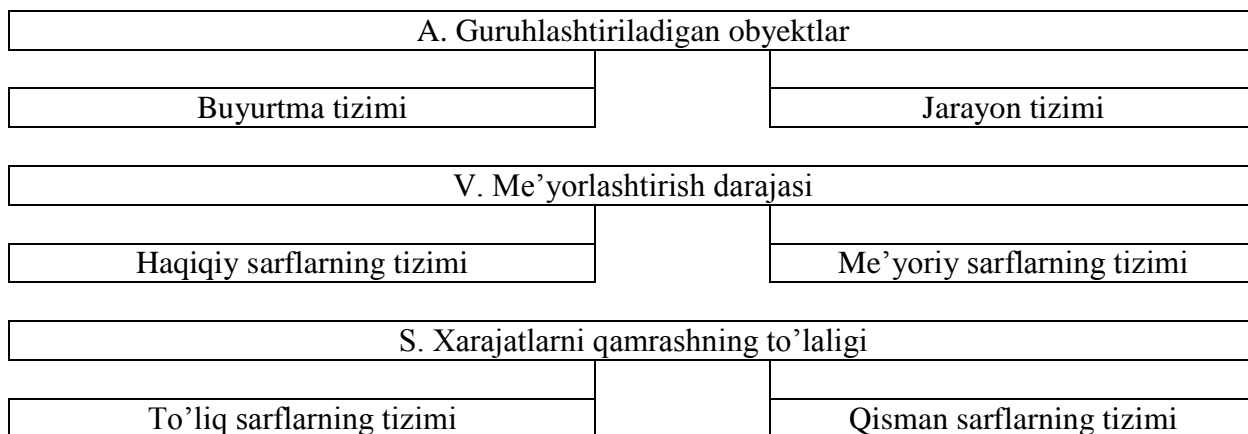 A. Guruhlashtiriladigan obyektlar
Buyurtma tizimi
Jarayon tizimi
V. Me’yorlashtirish darajasi
Haqiqiy sarflarning tizimi
Me’yoriy sarflarning tizimi
S. Xarajatlarni qamrashning to’laligi
To’liq sarflarning tizimi
Qisman sarflarning tizimi